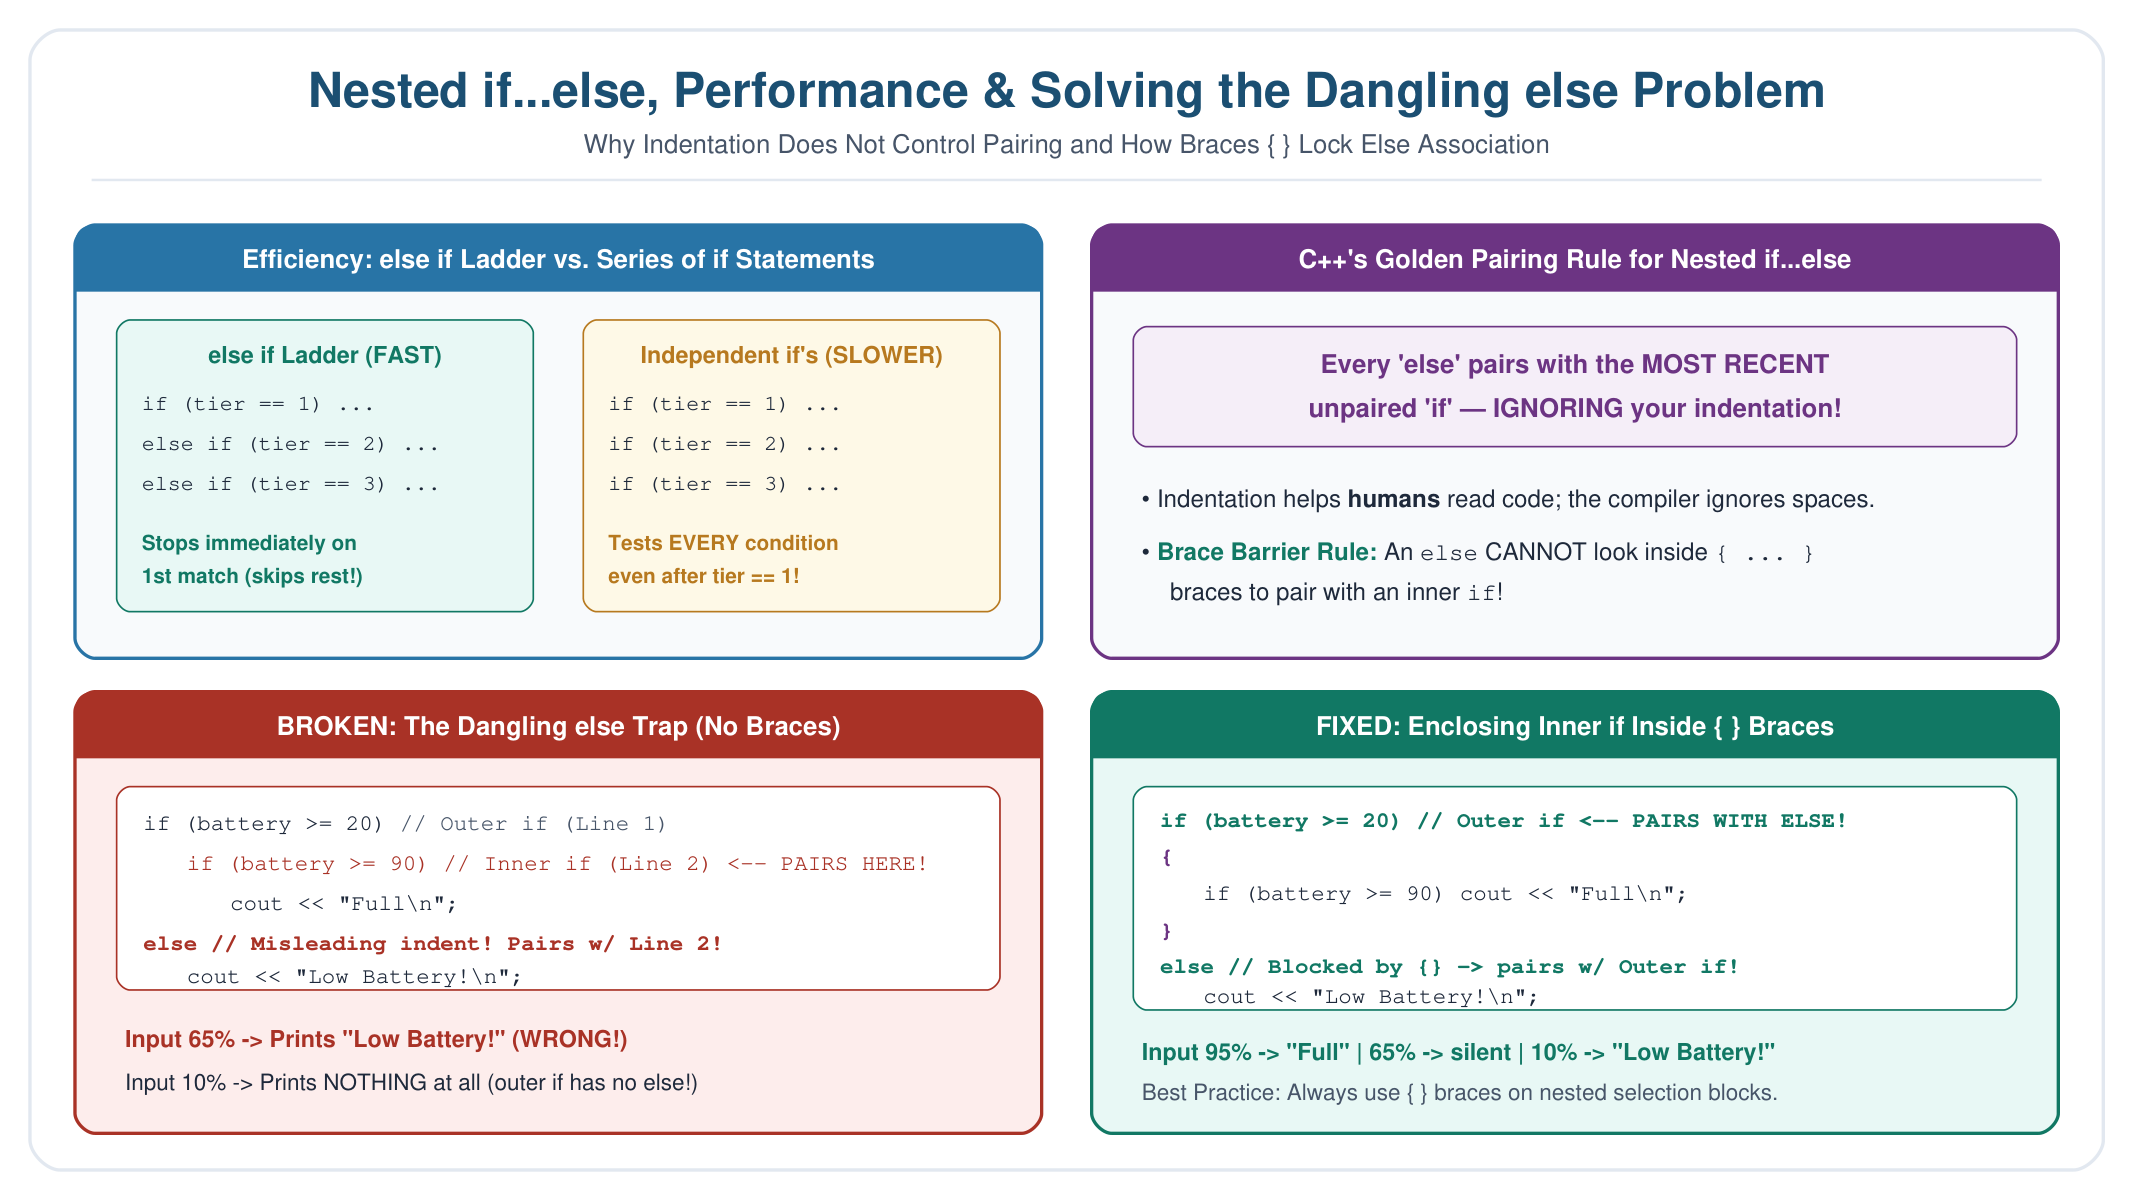 Nested if...else, Performance & Solving the Dangling else Problem
Why Indentation Does Not Control Pairing and How Braces { } Lock Else Association
Efficiency: else if Ladder vs. Series of if Statements
else if Ladder (FAST)
if (tier == 1) ...
else if (tier == 2) ...
else if (tier == 3) ...
Stops immediately on
1st match (skips rest!)
Independent if's (SLOWER)
if (tier == 1) ...
if (tier == 2) ...
if (tier == 3) ...
Tests EVERY condition
even after tier == 1!
C++'s Golden Pairing Rule for Nested if...else
Every 'else' pairs with the MOST RECENT
unpaired 'if' — IGNORING your indentation!
• Indentation helps humans read code; the compiler ignores spaces.
• Brace Barrier Rule: An else CANNOT look inside { ... }
braces to pair with an inner if!
BROKEN: The Dangling else Trap (No Braces)
if (battery >= 20) // Outer if (Line 1)
if (battery >= 90) // Inner if (Line 2) <-- PAIRS HERE!
cout << "Full\n";
else // Misleading indent! Pairs w/ Line 2!
cout << "Low Battery!\n";
Input 65% -> Prints "Low Battery!" (WRONG!)
Input 10% -> Prints NOTHING at all (outer if has no else!)
FIXED: Enclosing Inner if Inside { } Braces
if (battery >= 20) // Outer if <-- PAIRS WITH ELSE!
{
if (battery >= 90) cout << "Full\n";
}
else // Blocked by {} -> pairs w/ Outer if!
cout << "Low Battery!\n";
Input 95% -> "Full" | 65% -> silent | 10% -> "Low Battery!"
Best Practice: Always use { } braces on nested selection blocks.